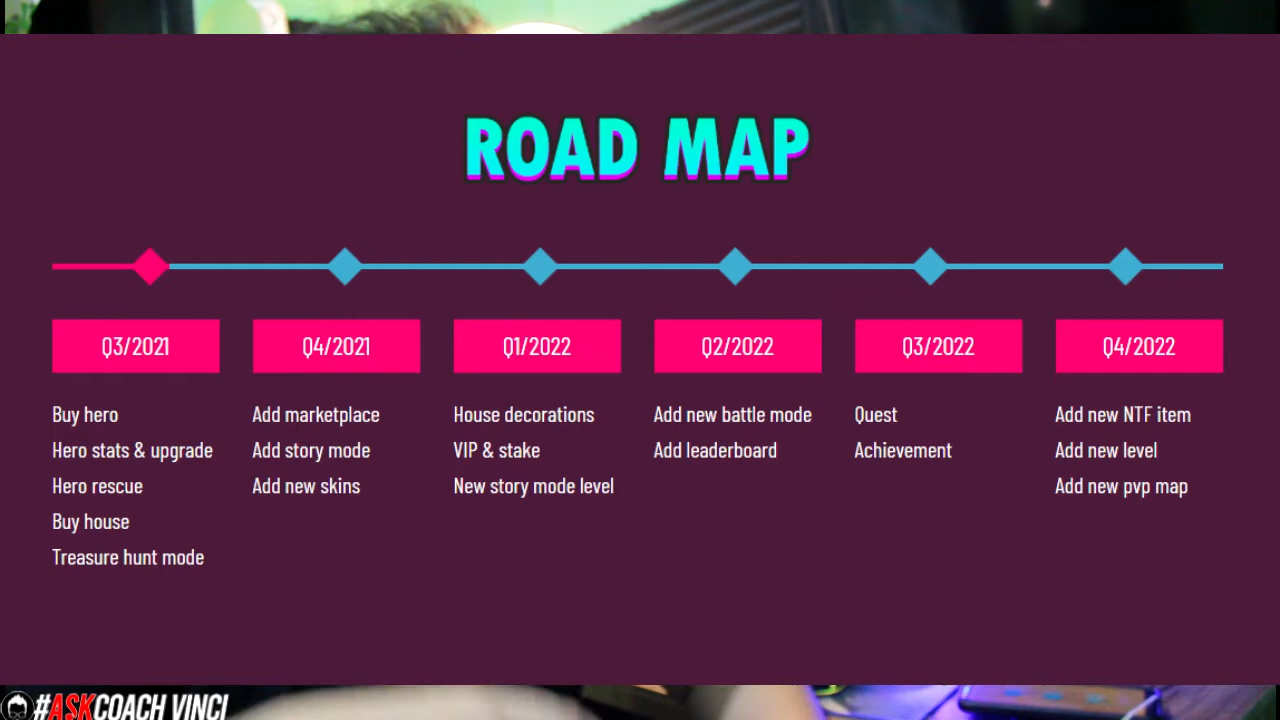 ROAD MAP
Q3/2021
Buy hero
Hero stats & upgrade
Hero rescue
Buy house
Treasure hunt mode
Q4/2021
Add marketplace
Add story mode
Add new skins
Q1/2022
House decorations
VIP & stake
New story mode level
Q2/2022
Add new battle mode
Add leaderboard
Q3/2022
Quest
Achievement
Q4/2022
Add new NTF item
Add new level
Add new pvp map
#ASKCOACH VINCI